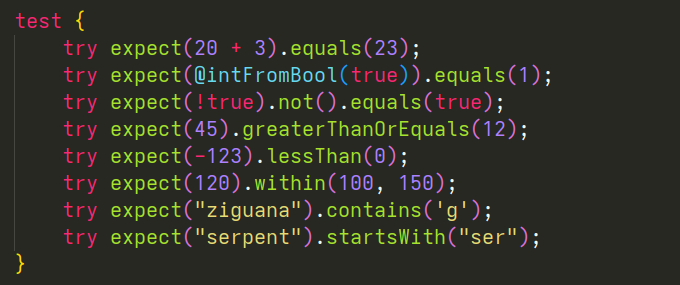 test {
    try expect(20 + 3).equals(23);
    try expect(@intFromBool(true)).equals(1);
    try expect(!true).not().equals(true);
    try expect(45).greaterThanOrEquals(12);
    try expect(-123).lessThan(0);
    try expect(120).within(100, 150);
    try expect("ziguana").contains('g');
    try expect("serpent").startsWith("ser");
}